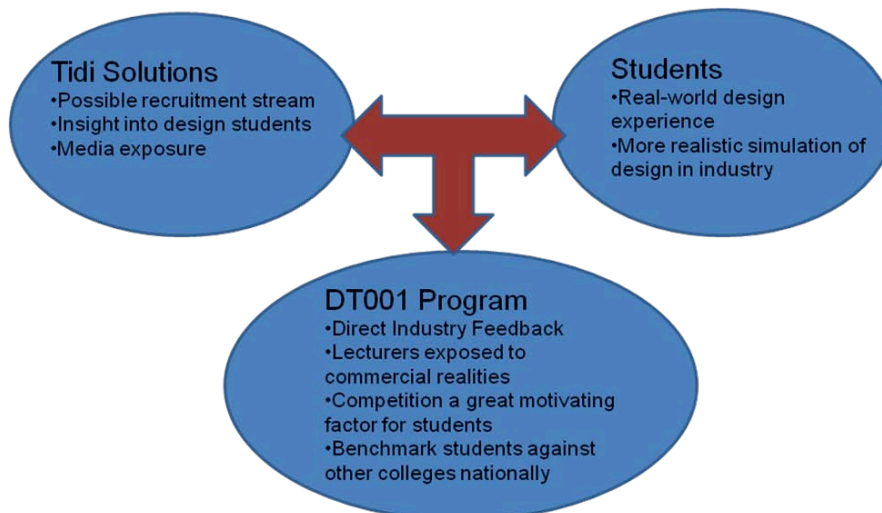 Tidi Solutions
•Possible recruitment stream
•Insight into design students
•Media exposure
Students
•Real-world design
experience
•More realistic simulation of
design in industry
DT001 Program
•Direct Industry Feedback
•Lecturers exposed to
commercial realities
•Competition a great motivating
factor for students
•Benchmark students against
other colleges nationally